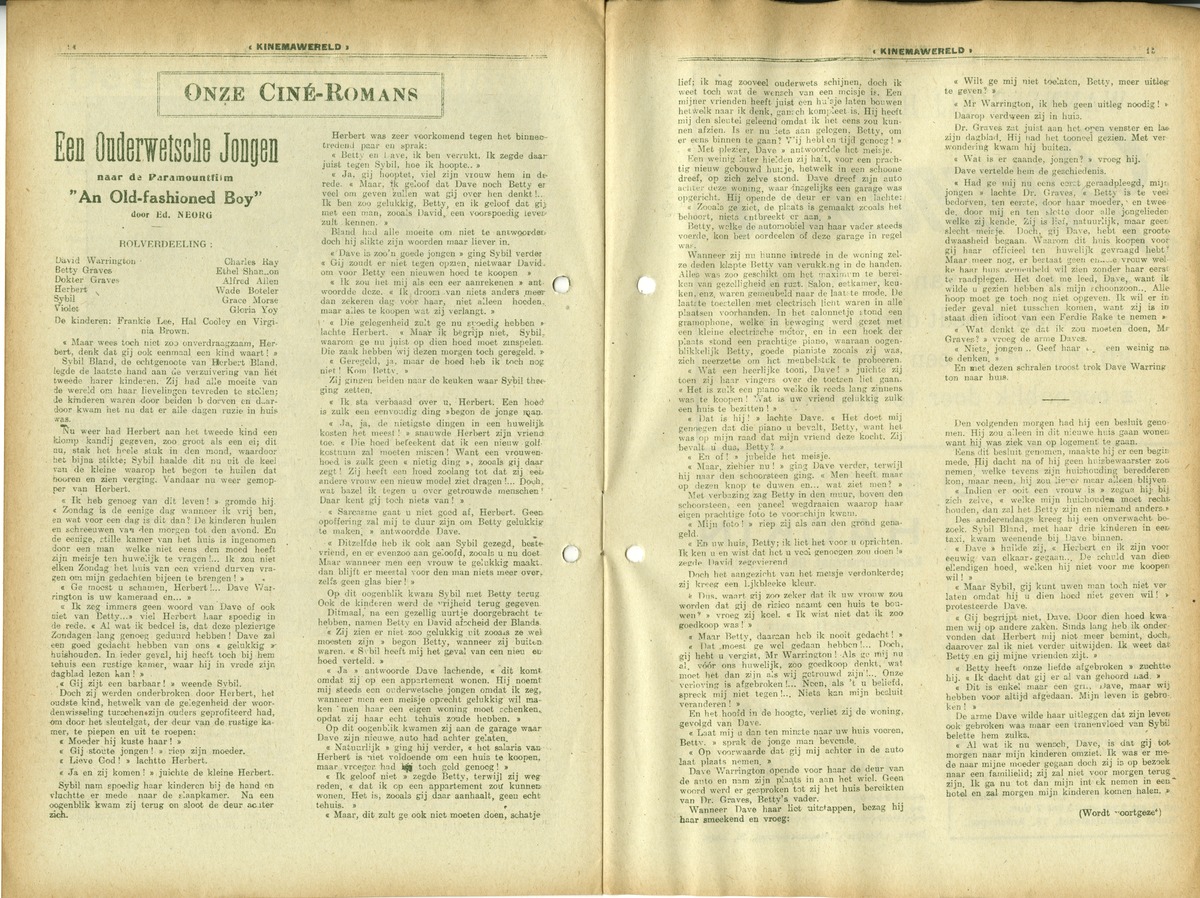 14
« KINEMAWERELD »
ONZE CINÉ-ROMANS
Een Ouderwetsche Jongen
naar de Paramountfilm
"An Old-fashioned Boy"
door Ed. NEORG
ROLVERDEELING :
David Warrington Charles Ray
Betty Graves Ethel Shannon
Dokter Graves Alfred Allen
Herbert Wade Boteler
Sybil Grace Morse
Violet Gloria Yoy
De kinderen: Frankie Lee, Hal Cooley en Virgi-
nia Brown.
« Maar wees toch niet zoo onverdraagzaam, Her-
bert, denk dat gij ook eenmaal een kind waart! »
Sybil Bland, de echtgenoote van Herbert Bland,
legde de laatste hand aan de verzuivering van het
tweede harer kinderen. Zij had alle moeite van
de wereld om haar lievelingen tevreden te stellen;
de kinderen waren door beiden bedorven en daar-
door kwam het nu dat er alle dagen ruzie in huis
was.
Nu weer had Herbert aan het tweede kind een
klomp kandij gegeven, zoo groot als een ei; dit
nu, stak het heele stuk in den mond, waardoor
het bijna stikte; Sybil haalde dit nu uit de keel
van de kleine waarop het begon te huilen dat
hooren en zien verging. Vandaar nu weer gemop-
per van Herbert.
« Ik heb genoeg van dit leven! » gromde hij.
« Zondag is de eenige dag wanneer ik vrij ben,
en wat voor een dag is dit dan? De kinderen huilen
en schreeuwen van den morgen tot den avond. En
de eenige, stille kamer van het huis is ingenomen
door een man welke niet eens den moed heeft
zijn meisje ten huwelijk te vragen!... Ik zou niet
elken Zondag het huis van een vriend durven vra-
gen om mijn gedachten bijeen te brengen! »
« Ge moest u schamen, Herbert!... Dave War-
rington is uw kameraad en... »
« Ik zeg immers geen woord van Dave of ook
niet van Betty...» viel Herbert haar spoedig in
de rede. « Al wat ik bedoel is, dat deze plezierige
Zondagen lang genoeg geduurd hebben! Dave zal
een goed gedacht hebben van ons « gelukkig »
huishouden. In ieder geval, hij heeft toch bij hem
tehuis een rustige kamer, waar hij in vrede zijn
dagblad lezen kan! »
« Gij zijt een barbaar! » weende Sybil.
Doch zij werden onderbroken door Herbert, het
oudste kind, hetwelk van de gelegenheid der woor-
denwisseling tusschen zijn ouders geprofiteerd had,
om door het sleutelgat, der deur van de rustige ka-
mer, te piepen en uit te roepen:
« Moeder hij kuste haar! »
« Gij stoute jongen! » riep zijn moeder.
« Lieve God! » lachtte Herbert.
« Ja en zij komen! » juichte de kleine Herbert.
Sybil nam spoedig haar kinderen bij de hand en
vluchtte er mede naar de slaapkamer. Na een
oogenblik kwam zij terug en sloot de deur achter
zich.
Herbert was zeer voorkomend tegen het binnen-
tredend paar en sprak:
« Betty en Dave, ik ben verrukt. Ik zegde daar
juist tegen Sybil, hoe ik hoopte.. »
« Ja, gij hooptet, viel zijn vrouw hem in de
rede. « Maar, ik geloof dat Dave noch Betty er
veel om geven zullen wat gij over hen denkt!..
Ik ben zoo gelukkig, Betty, en ik geloof dat gij
met een man, zooals David, een voorspoedig leven
zult kennen. »
Bland had alle moeite om niet te antwoorden
doch hij slikte zijn woorden maar liever in.
« Dave is zoo'n goede jongen » ging Sybil verder
« Gij zoudt er niet tegen opzien, nietwaar David,
om voor Betty een nieuwen hoed te koopen »
« Ik zou het mij als een eer aanrekenen » ant-
woordde deze. « Ik droom van niets anders meer
dan zekeren dag voor haar, niet alleen hoeden,
maar alles te koopen wat zij verlangt. »
« Die gelegenheid zult ge nu spoedig hebben »
lachte Herbert. « Maar ik begrijp niet, Sybil,
waarom ge nu juist op dien hoed moet zinspelen.
Die zaak hebben wij dezen morgen toch geregeld. »
« Geregeld, ja, maar de hoed heb ik toch nog
niet! Kom Betty. »
Zij gingen beiden naar de keuken waar Sybil thee
ging zetten.
« Ik sta verbaasd over u, Herbert. Een hoed
is zulk een eenvoudig ding » begon de jonge man.
« Ja, ja, de nietigste dingen in een huwelijk
kosten het meest! » snauwde Herbert zijn vriend
toe. « Die hoed beteekent dat ik een nieuw golf-
kostuum zal moeten missen! Want een vrouwen-
hoed is zulk geen « nietig ding », zooals gij daar
zegt! Zij heeft een hoed zoolang tot dat zij een
andere vrouw een nieuw model ziet dragen!... Doch,
wat bazel ik tegen u over getrouwde menschen!
Daar kent gij toch niets van! »
« Sarcasme gaat u niet goed af, Herbert. Geen
opoffering zal mij te duur zijn om Betty gelukkig
te maken, » antwoordde Dave.
« Ditzelfde heb ik ook aan Sybil gezegd, beste
vriend, en er evenzoo aan geloofd, zooals u nu doet.
Maar wanneer men een vrouw te gelukkig maakt,
dan blijft er meestal voor den man niets meer over,
zelfs geen glas bier! »
Op dit oogenblik kwam Sybil met Betty terug.
Ook de kinderen werd de vrijheid terug gegeven.
Ditmaal, na een gezellig uurtje doorgebracht te
hebben, namen Betty en David afscheid der Blands.
« Zij zien er niet zoo gelukkig uit zooals ze wel
moesten zijn » begon Betty, wanneer zij buiten
waren. « Sybil heeft mij het geval van een nieuwen
hoed verteld. »
« Ja » antwoorde Dave lachende, « dit komt
omdat zij op een appartement wonen. Hij noemt
mij steeds een ouderwetsche jongen omdat ik zeg,
wanneer men een meisje oprecht gelukkig wil ma-
ken men haar een eigen woning moet schenken,
opdat zij haar echt tehuis zoude hebben. »
Op dit oogenblik kwamen zij aan de garage waar
Dave zijn nieuwe auto had achter gelaten.
« Natuurlijk » ging hij verder, « het salaris van
Herbert is niet voldoende om een huis te koopen,
maar vroeger had hij toch geld genoeg! »
« Ik geloof niet » zegde Betty, terwijl zij weg
reden, « dat ik op een appartement zou kunnen
wonen. Het is, zooals gij daar aanhaalt, geen echt
tehuis. »
« Maar, dit zult ge ook niet moeten doen, schatje
« KINEMAWERELD »
15
lief; ik mag zooveel ouderwets schijnen, doch ik
weet toch wat de wensch van een meisje is. Een
mijner vrienden heeft juist een huisje laten bouwen
hetwelk naar ik denk, gansch kompleet is. Hij heeft
mij den sleutel geleend omdat ik het eens zou kun-
nen afzien. Is er nu iets aan gelegen, Betty, om
er eens binnen te gaan? Wij hebben tijd genoeg! »
« Met plezier, Dave » antwoordde het meisje.
Een weinig later hielden zij halt, voor een prach-
tig nieuw gebouwd huisje, hetwelk in een schoone
dreef, op zich zelve stond. Dave dreef zijn auto
achter deze woning, waar insgelijks een garage was
opgericht. Hij opende de deur er van en lachte:
« Zooals ge ziet, de plaats is gemaakt zooals het
behoort, niets ontbreekt er aan. »
Betty, welke de automobiel van haar vader steeds
voerde, kon best oordeelen of deze garage in regel
was.
Wanneer zij nu hunne intrede in de woning zel-
ve deden klapte Betty van verrukking in de handen.
Alles was zoo geschikt om het maximum te berei-
ken van gezelligheid en rust. Salon, eetkamer, keu-
ken, enz, waren gemeubeld naar de laatste mode. De
laatste toestellen met electrisch licht waren in alle
plaatsen voorhanden. In het salonnetje stond een
gramophone, welke in beweging werd gezet met
een kleine electrische motor, en in een hoek der
plaats stond een prachtige piano, waaraan oogen-
blikkelijk Betty, goede pianiste zooals zij was,
zich neerzette om het meubelstuk te probeeren.
« Wat een heerlijke toon, Dave! » juichte zij
toen zij haar vingers over de toetsen liet gaan.
« Het is zulk een piano welke ik reeds lang zinnens
was te koopen! Wat is uw vriend gelukkig zulk
een huis te bezitten! »
« Dat is hij! » lachte Dave. « Het doet mij
genoegen dat die piano u bevalt, Betty, want het
was op mijn raad dat mijn vriend deze kocht. Zij
bevalt u dus, Betty! »
« En of! » jubelde het meisje.
« Maar, ziehier nu! » ging Dave verder, terwijl
hij naar den schoorsteen ging. « Men heeft maar
op dezen knop te duwen en... wat ziet men? »
Met verbazing zag Betty in den muur, boven den
schoorsteen, een paneel wegdraaien waarop haar
eigen prachtige foto te voorschijn kwam.
« Mijn foto! » riep zij als aan den grond gena-
geld.
« En uw huis, Betty; ik liet het voor u oprichten.
Ik ken u en wist dat het u veel genoegen zou doen! »
zegde David zegevierend
Doch het aangezicht van het meisje verdonkerde;
zij kreeg een lijkbleeke kleur.
« Dus, waart gij zoo zeker dat ik uw vrouw zou
worden dat gij de risico naamt een huis te bou-
wen? » vroeg zij koel. « Ik wist niet dat ik zoo
goedkoop was! »
« Maar Betty, daaraan heb ik nooit gedacht! »
« Dat moest ge wel gedaan hebben!... Doch,
gij hebt u vergist, Mr Warrington! Als ge mij nu
al, vóór ons huwelijk, zoo goedkoop denkt, wat
moet het dan zijn als wij getrouwd zijn!... Onze
verloving is afgebroken!... Neen, als 't u beliefd,
spreek mij niet tegen!... Niets kan mijn besluit
veranderen! »
En het hoofd in de hoogte, verliet zij de woning,
gevolgd van Dave.
« Laat mij u dan ten minste naar uw huis voeren,
Betty. » sprak de jonge man bevende.
« Op voorwaarde dat gij mij achter in de auto
laat plaats nemen. »
Dave Warrington opende voor haar de deur van
de auto en nam zijn plaats in aan het wiel. Geen
woord werd er gesproken tot zij het huis bereikten
van Dr. Graves, Betty's vader.
Wanneer Dave haar liet uitstappen, bezag hij
haar smeekend en vroeg:
« Wilt ge mij niet toelaten, Betty, meer uitleg
te geven? »
« Mr Warrington, ik heb geen uitleg noodig! »
Daarop verdween zij in huis.
Dr. Graves zat juist aan het open venster en las
zijn dagblad. Hij had het tooneel gezien. Met ver-
wondering kwam hij buiten.
« Wat is er gaande, jongen? » vroeg hij.
Dave vertelde hem de geschiedenis.
« Had ge mij nu eens eerst geraadpleegd, mijn
jongen » lachte Dr. Graves, « Betty is te veel
bedorven, ten eerste, door haar moeder, en twee-
de, door mij en ten slotte door alle jongelieden
welke zij kende. Zij is lief, natuurlijk, maar geen
slecht meisje. Doch, gij Dave, hebt een groote
dwaasheid begaan. Waarom dit huis koopen voor
gij haar officieel ten huwelijk gevraagd hebt?
Maar meer nog, er bestaat geen vrouw wel-
ke haar huis gemeubeld wil zien zonder haar eerst
te raadplegen. Het doet me leed, Dave, want ik
wilde u gezien hebben als mijn schoonzoon... Alle
hoop moet ge toch nog niet opgeven. Ik wil er in
ieder geval niet tusschen komen, want zij is in
staat dien idioot van een Ferdie Rake te nemen »
« Wat denkt ge dat ik zou moeten doen, Mr
Graves? » vroeg de arme Daves.
« Niets, jongen... Geef haar een weinig na
te denken, »
En met dezen schralen troost trok Dave Warring
ton naar huis.
Den volgenden morgen had hij een besluit geno-
men. Hij zou alleen in dit nieuwe huis gaan wonen
want hij was ziek van op logement te gaan.
Eens dit besluit genomen, maakte hij er een begin
mede, Hij dacht na of hij geen huisbewaarster zou
nemen, welke tevens zijn huishouding beredderen
kon, maar neen, hij zou liever maar alleen blijven.
« Indien er ooit een vrouw is » zegde hij bij
zich zelve, « welke mijn huishouden moet recht
houden, dan zal het Betty zijn en niemand anders.»
Des anderendaags kreeg hij een onverwacht be-
zoek. Sybil Bland, met haar drie kinderen in een
taxi, kwam weenende bij Dave binnen.
« Dave » huilde zij, « Herbert en ik zijn voor
eeuwig van elkaar gegaan... De schuld van dien
ellendigen hoed, welken hij niet voor me koopen
wil! »
« Maar Sybil, gij kunt uwen man toch niet ver-
laten omdat hij u dien hoed niet geven wil! »
protesteerde Dave.
« Gij begrijpt niet, Dave. Door dien hoed kwa
men wij op andere zaken. Sinds lang heb ik onder-
vonden dat Herbert mij niet meer bemint, doch,
daarover zal ik niet verder uitwijden. Ik weet dat
Betty en gij mijne vrienden zijt. »
« Betty heeft onze liefde afgebroken » zuchtte
hij. « Ik dacht dat gij er al van gehoord had. »
« Dit is enkel maar een Dave, maar wij
hebben voor altijd afgedaan. Mijn leven is gebro-
ken! »
De arme Dave wilde haar uitleggen dat zijn leven
ook gebroken was maar een tranenvloed van Sybil
belette hem zulks.
« Al wat ik nu wensch, Dave, is dat gij tot
morgen naar mijn kinderen omziet. Ik was er me-
de naar mijne moeder gegaan doch zij is op bezoek
naar een familielid; zij zal niet voor morgen terug
zijn. Ik ga nu tot dan mijn intrek nemen in een
hotel en zal morgen mijn kinderen komen halen. »
(Wordt voortgezet)